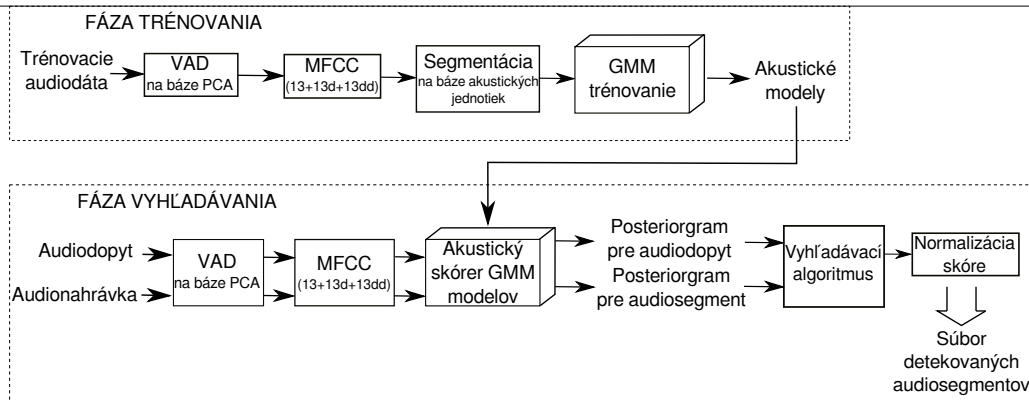 FÁZA TRÉNOVANIA
Trénovacie
audiodáta
VAD
na báze PCA
MFCC
(13+13d+13dd)
Segmentácia
na báze akustických
jednotiek
GMM
trénovanie
Akustické
modely
FÁZA VYHĽADÁVANIA
Audiodopyt
Audionahrávka
VAD
na báze PCA
MFCC
(13+13d+13dd)
Akustický
skórer GMM
modelov
Posteriorgram
pre audiodopyt
Posteriorgram
pre audiosegment
Vyhľadávací
algoritmus
Normalizácia
skóre
Súbor
detekovaných
audiosegmentov